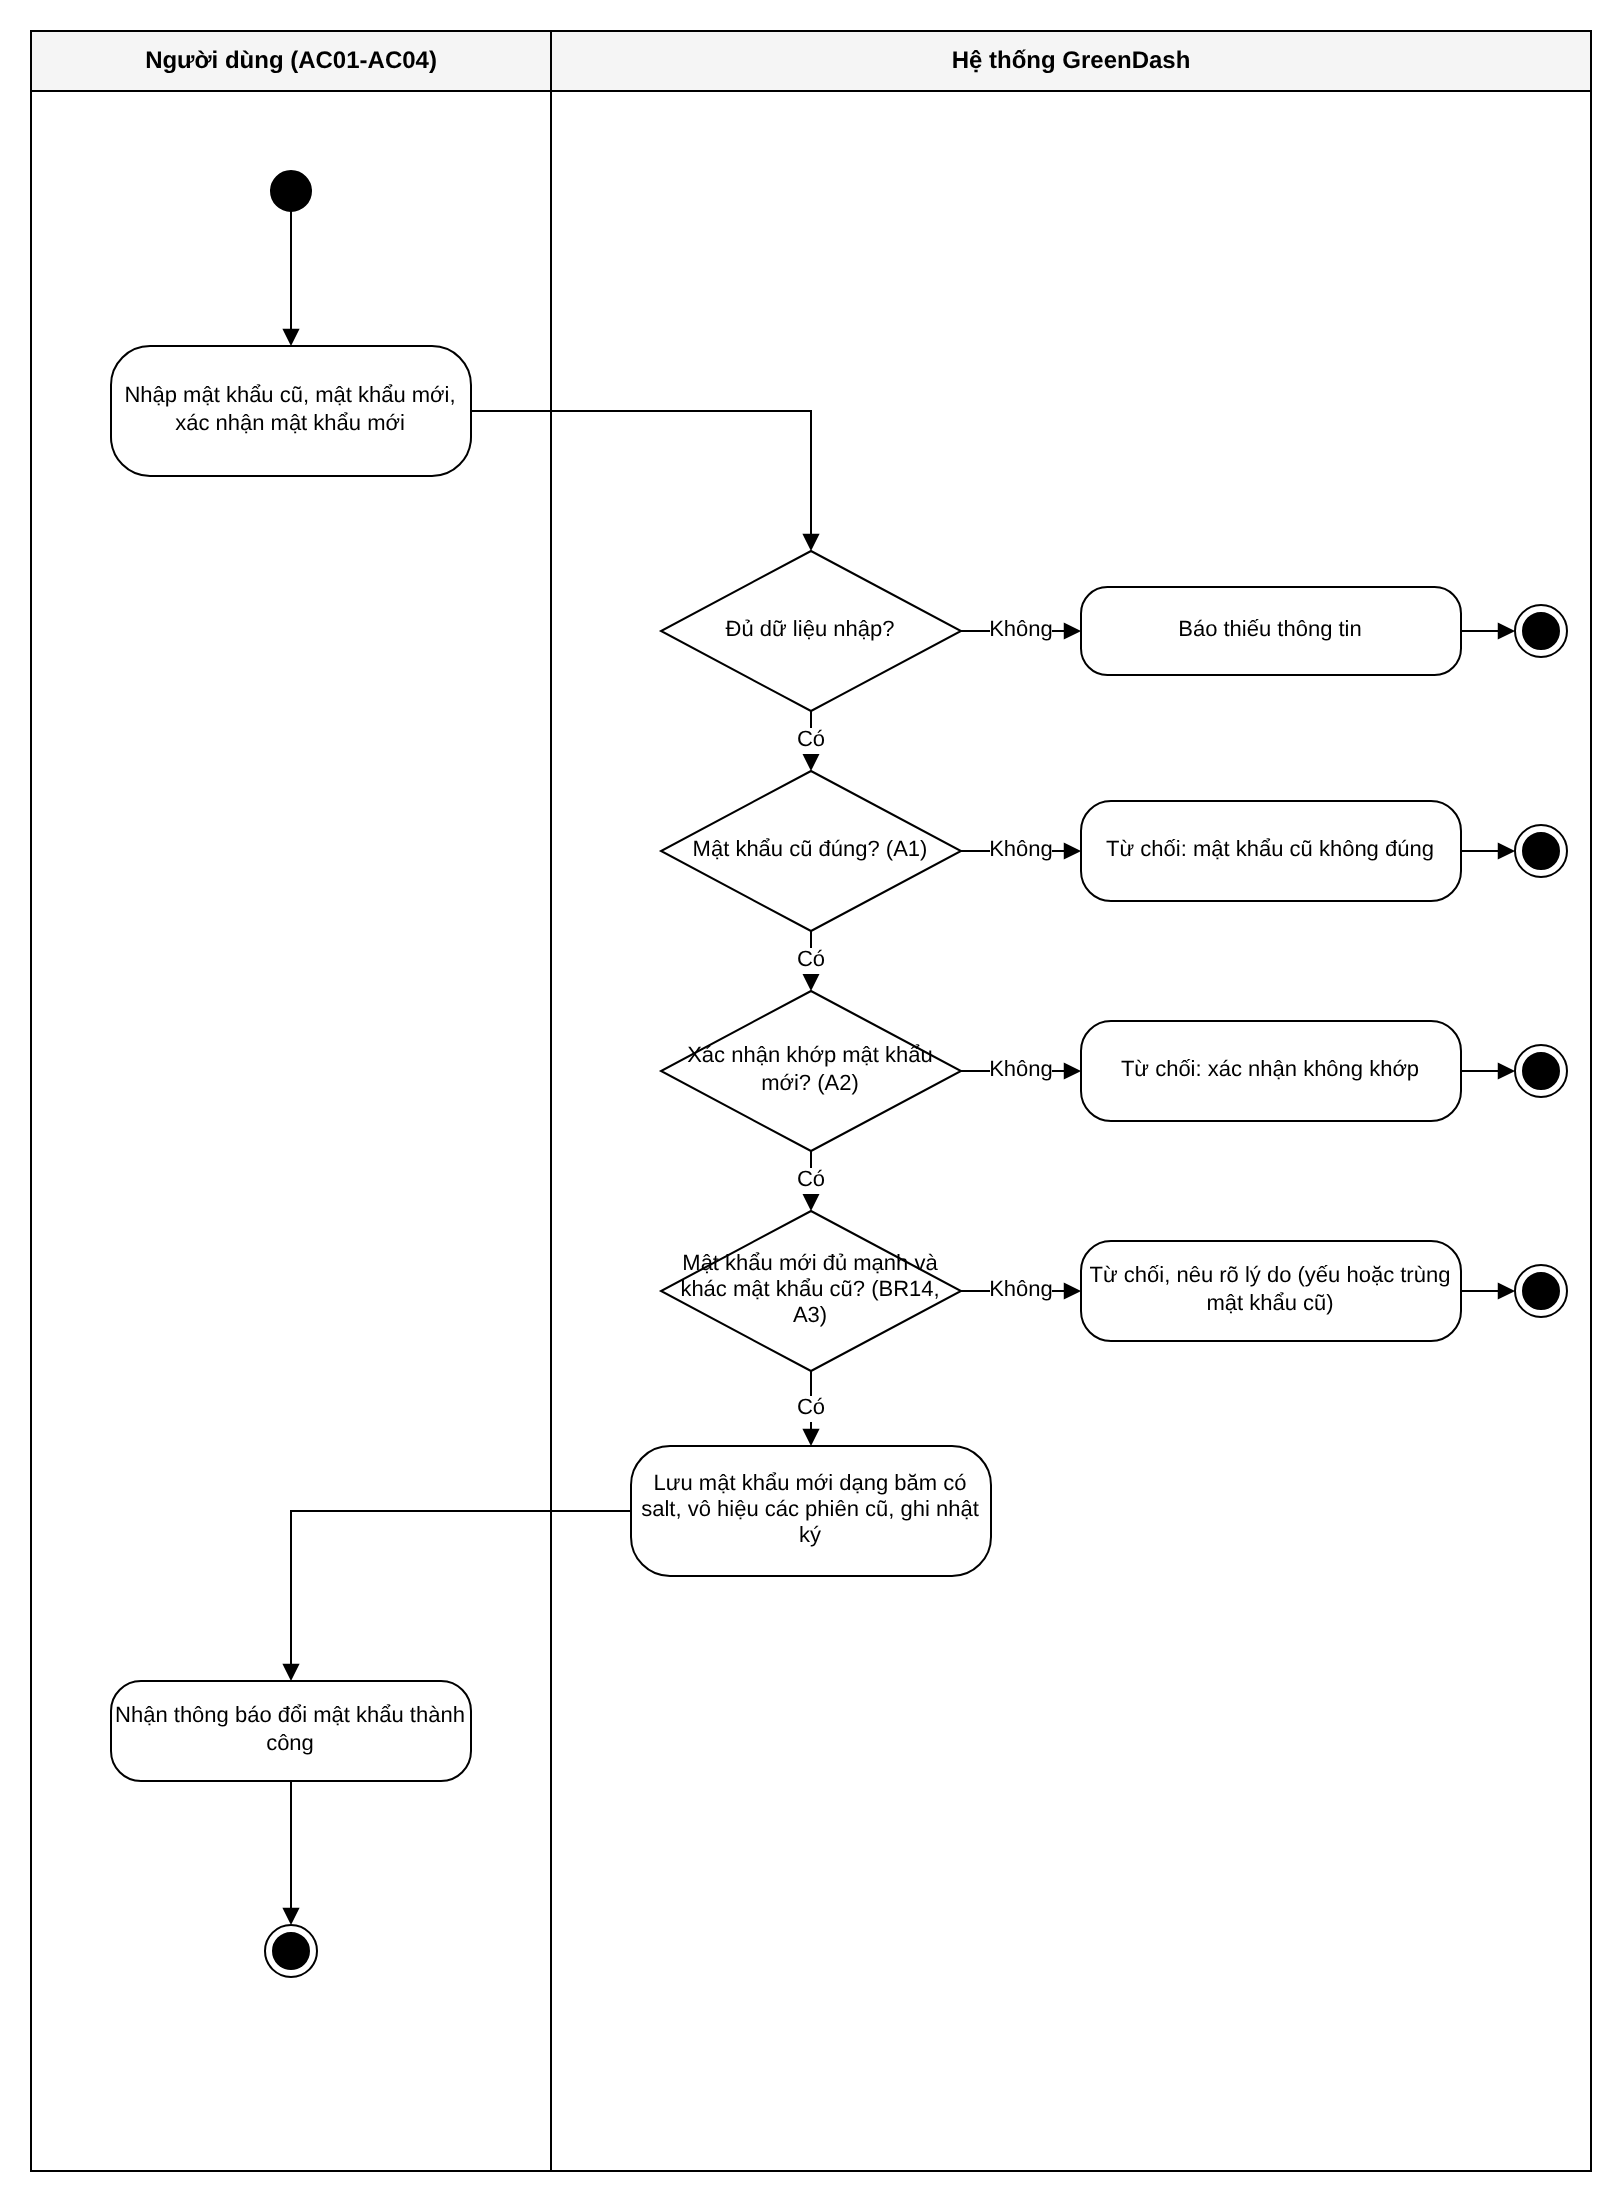 Người dùng (AC01-AC04)
Hệ thống GreenDash
Nhập mật khẩu cũ, mật khẩu mới,
xác nhận mật khẩu mới
Đủ dữ liệu nhập?
Không
Báo thiếu thông tin
Có
Mật khẩu cũ đúng? (A1)
Không
Từ chối: mật khẩu cũ không đúng
Có
Xác nhận khớp mật khẩu
mới? (A2)
Không
Từ chối: xác nhận không khớp
Có
Mật khẩu mới đủ mạnh và
khác mật khẩu cũ? (BR14,
A3)
Không
Từ chối, nêu rõ lý do (yếu hoặc trùng
mật khẩu cũ)
Có
Lưu mật khẩu mới dạng băm có
salt, vô hiệu các phiên cũ, ghi nhật
ký
Nhận thông báo đổi mật khẩu thành
công